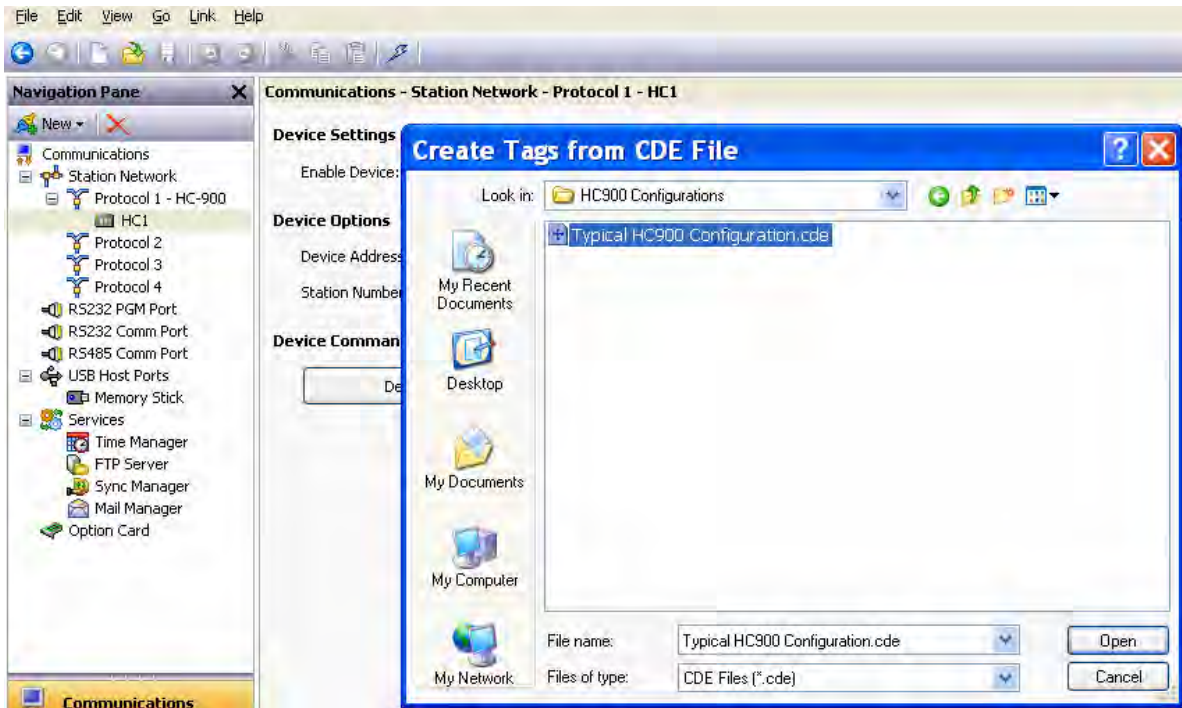 File Edit View Go Link Help
Navigation Pane
New
Communications
Station Network
Protocol 1 - HC-900
HC1
Protocol 2
Protocol 3
Protocol 4
RS232 PGM Port
RS232 Comm Port
RS485 Comm Port
USB Host Ports
Memory Stick
Services
Time Manager
FTP Server
Sync Manager
Mail Manager
Option Card
Communications
Communications - Station Network - Protocol 1 - HC1
Device Settings
Enable Device:
Device Options
Device Address
Station Number
Device Comman
De
Create Tags from CDE File
Look in: HC900 Configurations
Typical HC900 Configuration.cde
My Recent
Documents
Desktop
My Documents
My Computer
My Network
File name: Typical HC900 Configuration.cde Open
Files of type: CDE Files (*.cde) Cancel